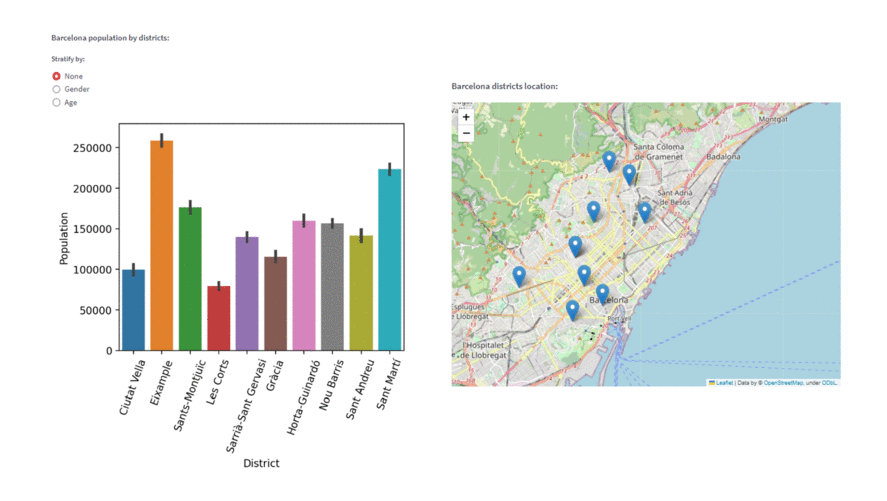 Barcelona population by districts:
Stratify by:
None
Gender
Age
250000
200000
150000
100000
50000
0
Population
Ciutat Vella
Eixample
Sants-Montjuïc
Les Corts
Sarrià-Sant Gervasi
Gràcia
Horta-Guinardó
Nou Barris
Sant Andreu
Sant Martí
District
Barcelona districts location:
+
−
Montgat
Santa Coloma
de Gramenet
Badalona
Sant Adrià
de Besòs
207
Barcelona
Port Vell
Esplugues
e Llobregat
l'Hospitalet
de Llobregat
Leaflet | Data by © OpenStreetMap, under ODbL.